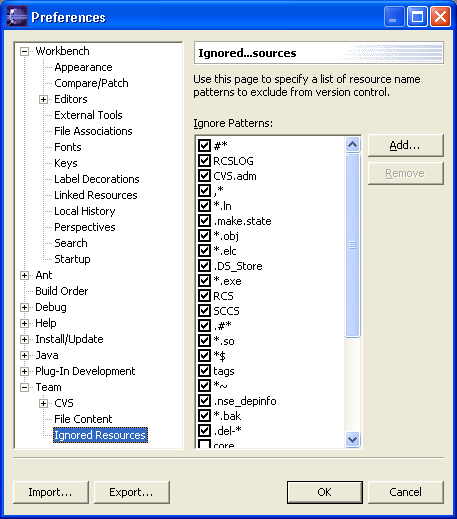 Preferences
Workbench
Appearance
Compare/Patch
Editors
External Tools
File Associations
Fonts
Keys
Label Decorations
Linked Resources
Local History
Perspectives
Search
Startup
Ant
Build Order
Debug
Help
Install/Update
Java
Plug-In Development
Team
CVS
File Content
Ignored Resources
Ignored...sources
Use this page to specify a list of resource name
patterns to exclude from version control.
Ignore Patterns:
#*
RCSLOG
CVS.adm
,*
*.ln
.make.state
*.obj
*.elc
.DS_Store
*.exe
RCS
SCCS
.#*
*.so
*$
tags
*~
.nse_depinfo
*.bak
.del-*
core
Add...
Remove
Import...
Export...
OK
Cancel